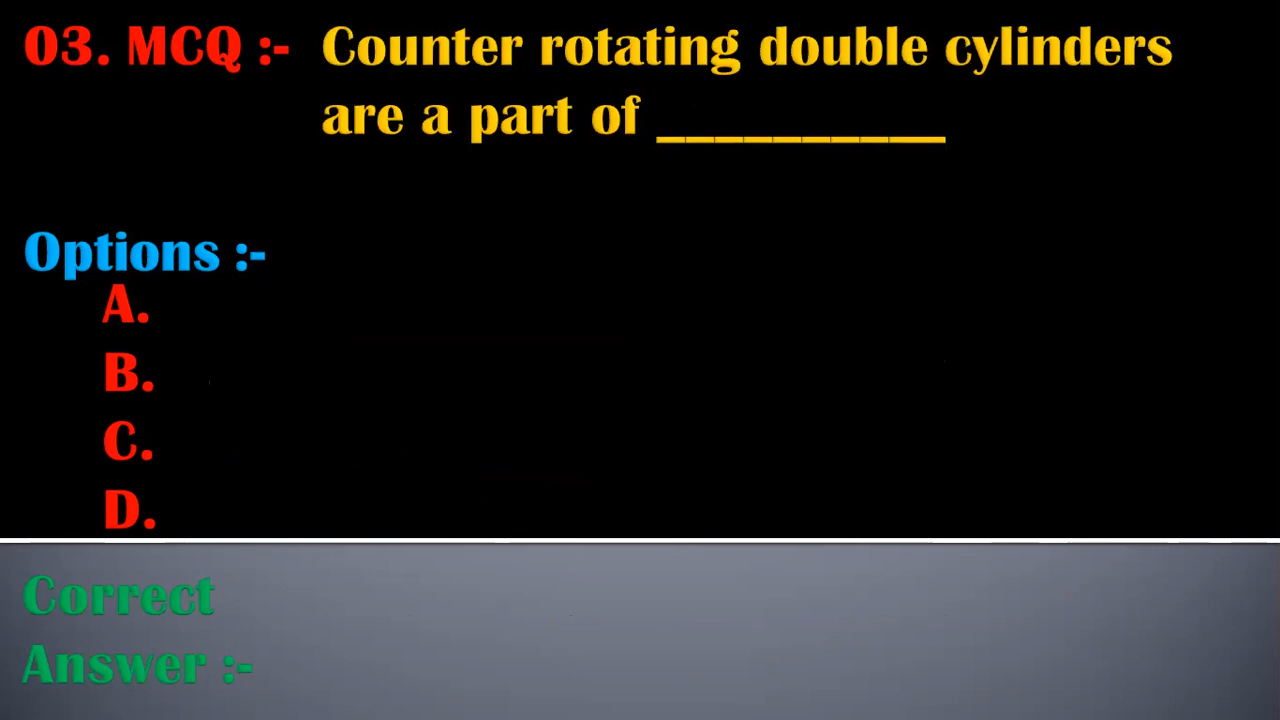 03. MCQ :- Counter rotating double cylinders
are a part of __________
Options :-
A.
B.
C.
D.
Correct
Answer :-